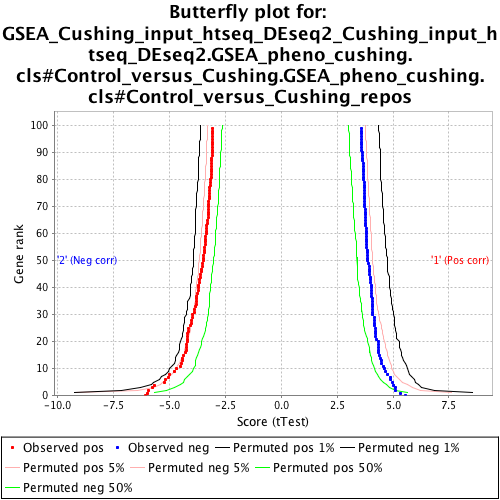 Butterfly plot for:
GSEA_Cushing_input_htseq_DEseq2_Cushing_input_h
tseq_DEseq2.GSEA_pheno_cushing.
cls#Control_versus_Cushing.GSEA_pheno_cushing.
cls#Control_versus_Cushing_repos
100
90
80
70
60
50
40
30
20
10
0
Gene rank
'2' (Neg corr)
'1' (Pos corr)
-10.0 -7.5 -5.0 -2.5 0.0 2.5 5.0 7.5
Score (tTest)
Observed pos Observed neg Permuted pos 1% Permuted neg 1%
Permuted pos 5% Permuted neg 5% Permuted pos 50%
Permuted neg 50%